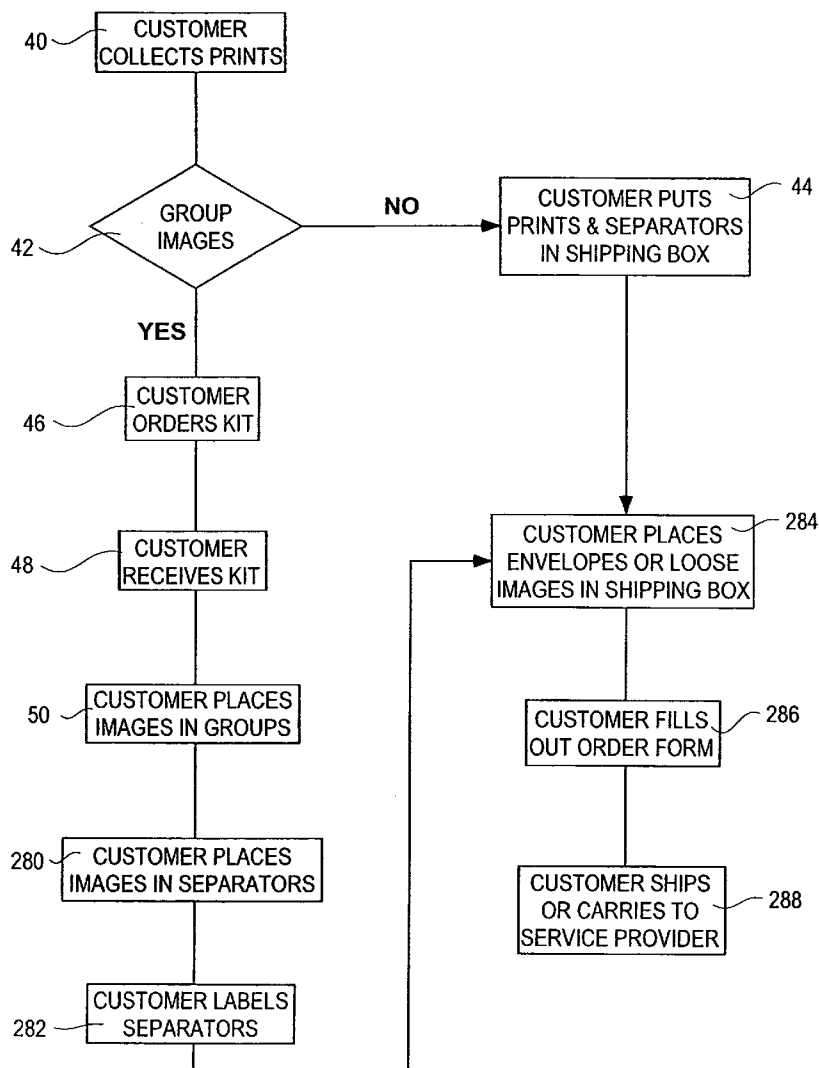 40
CUSTOMER
COLLECTS PRINTS
42
GROUP
IMAGES
NO
44
CUSTOMER PUTS
PRINTS & SEPARATORS
IN SHIPPING BOX
YES
46
CUSTOMER
ORDERS KIT
48
CUSTOMER
RECEIVES KIT
50
CUSTOMER PLACES
IMAGES IN GROUPS
280
CUSTOMER PLACES
IMAGES IN SEPARATORS
282
CUSTOMER LABELS
SEPARATORS
284
CUSTOMER PLACES
ENVELOPES OR LOOSE
IMAGES IN SHIPPING BOX
286
CUSTOMER FILLS
OUT ORDER FORM
288
CUSTOMER SHIPS
OR CARRIES TO
SERVICE PROVIDER